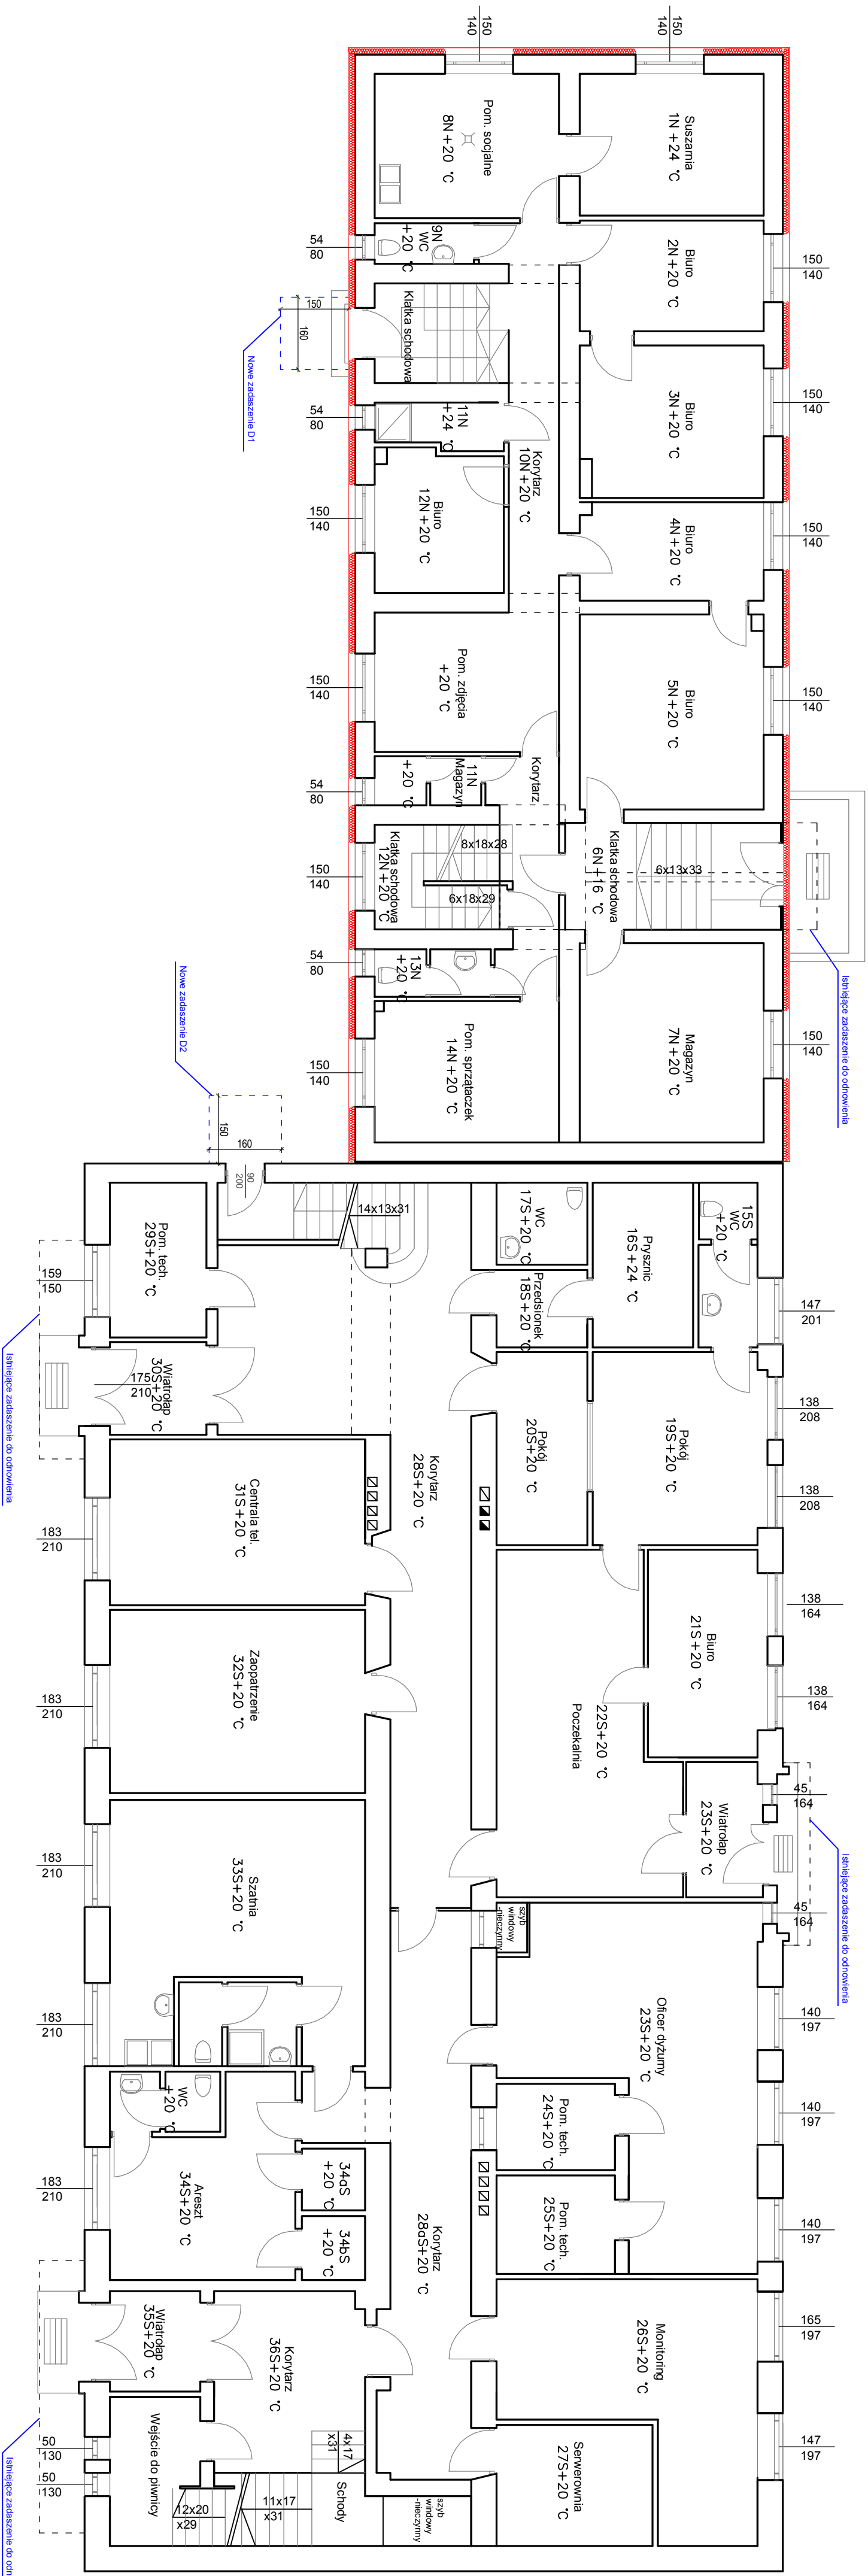 150
140
150
140
Suszarnia
1N+24 °C
Pom. socjalne
8N+20 °C
9N
WC
+20 °C
54
80
Biuro
2N+20 °C
150
140
Klatka schodowa
150
160
Nowe zadaszenie D1
Biuro
3N+20 °C
150
140
11N
+24 °C
54
80
Korytarz
10N+20 °C
Biuro
12N+20 °C
150
140
Biuro
4N+20 °C
150
140
Pom. zdjęcia
+20 °C
150
140
Biuro
5N+20 °C
150
140
11N
Magazyn
+20 °C
54
80
Korytarz
Klatka schodowa
6N+16 °C
6x13x33
8x18x28
6x18x29
Klatka schodowa
12N+20 °C
150
140
Istniejące zadaszenie do odnowienia
13N
+20 °C
54
80
Pom. sprzątaczek
14N+20 °C
150
140
Magazyn
7N+20 °C
150
140
Nowe zadaszenie D2
150
160
90
200
14x13x31
WC
17S+20 °C
Prysznic
16S+24 °C
15S
WC
+20 °C
147
201
Przedsionek
18S+20 °C
Pom. tech.
29S+20 °C
159
150
Wiatrołap
30S+20 °C
175
210
Istniejące zadaszenie do odnowienia
Pokój
19S+20 °C
138
208
138
208
Pokój
20S+20 °C
Korytarz
28S+20 °C
Centrala tel.
31S+20 °C
183
210
Biuro
21S+20 °C
138
164
138
164
22S+20 °C
Poczekalnia
Zaopatrzenie
32S+20 °C
183
210
Wiatrołap
23S+20 °C
45
164
45
164
Istniejące zadaszenie do odnowienia
Szatnia
33S+20 °C
183
210
183
210
szyb
windowy
-nieczynny
Oficer dyżurny
23S+20 °C
140
197
140
197
140
197
Pom. tech.
24S+20 °C
Pom. tech.
25S+20 °C
WC
+20 °C
Areszt
34S+20 °C
183
210
34aS
+20 °C
34bS
+20 °C
Korytarz
28aS+20 °C
Monitoring
26S+20 °C
165
197
147
197
Wiatrołap
35S+20 °C
Korytarz
36S+20 °C
Serwerownia
27S+20 °C
Wejście do piwnicy
50
130
50
130
4x17
x31
Schody
11x17
x31
12x20
x29
szyb
windowy
-nieczynny
Istniejące zadaszenie do odn